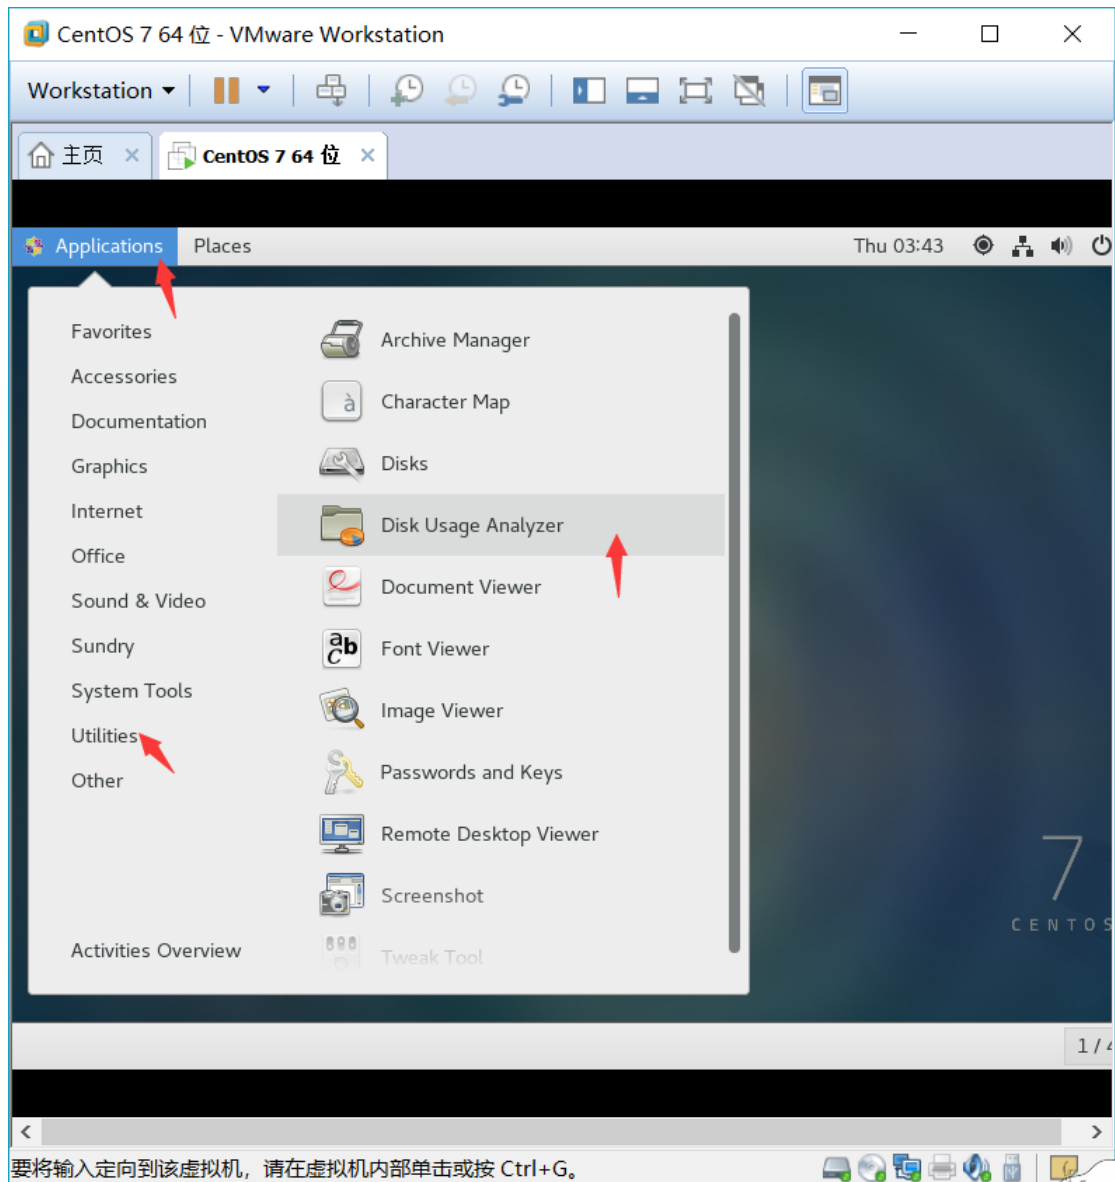 CentOS 7 64 位 - VMware Workstation
Workstation
主页
CentOS 7 64 位
Applications Places Thu 03:43
Favorites
Accessories
Documentation
Graphics
Internet
Office
Sound & Video
Sundry
System Tools
Utilities
Other
Activities Overview
Archive Manager
à
Character Map
Disks
Disk Usage Analyzer
Document Viewer
abc
Font Viewer
Image Viewer
Passwords and Keys
Remote Desktop Viewer
Screenshot
Tweak Tool
7
CENTOS
1 / 4
要将输入定向到该虚拟机，请在虚拟机内部单击或按 Ctrl+G。